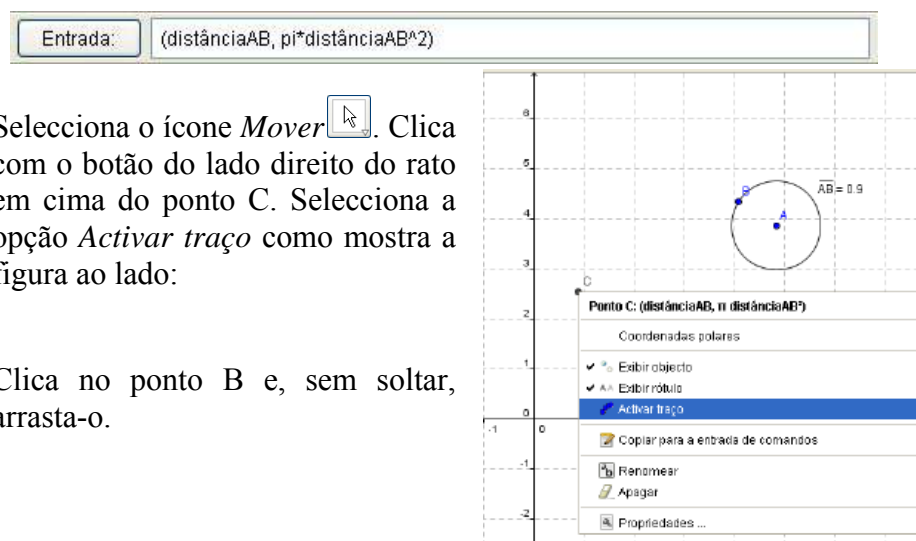 Entrada: (distânciaAB, pi*distânciaAB^2)
Selecciona o ícone Mover. Clica
com o botão do lado direito do rato
em cima do ponto C. Selecciona a
opção Activar traço como mostra a
figura ao lado:
Clica no ponto B e, sem soltar,
arrasta-o.
6
5
4
3
2
1
0
-1
-2
-1
0
B
A
AB = 0.9
C
Ponto C: (distânciaAB, π distânciaAB²)
Coordenadas polares
Exibir objecto
AA Exibir rótulo
Activar traço
Copiar para a entrada de comandos
Renomear
Apagar
Propriedades ...